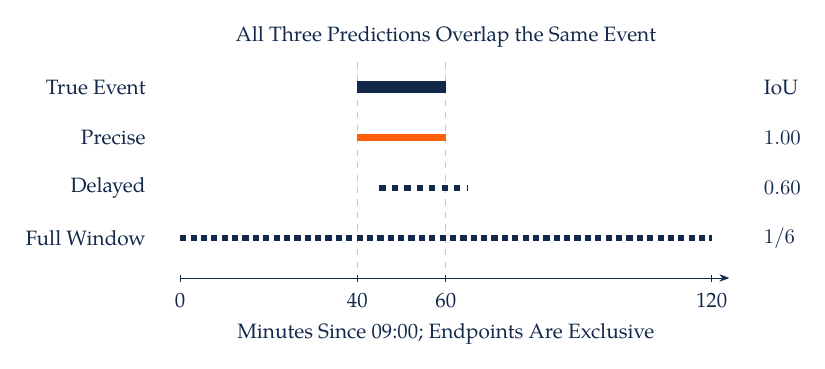 All Three Predictions Overlap the Same Event
True Event IoU
Precise 1.00
Delayed 0.60
Full Window 1/6
0 40 60 120
Minutes Since 09:00; Endpoints Are Exclusive